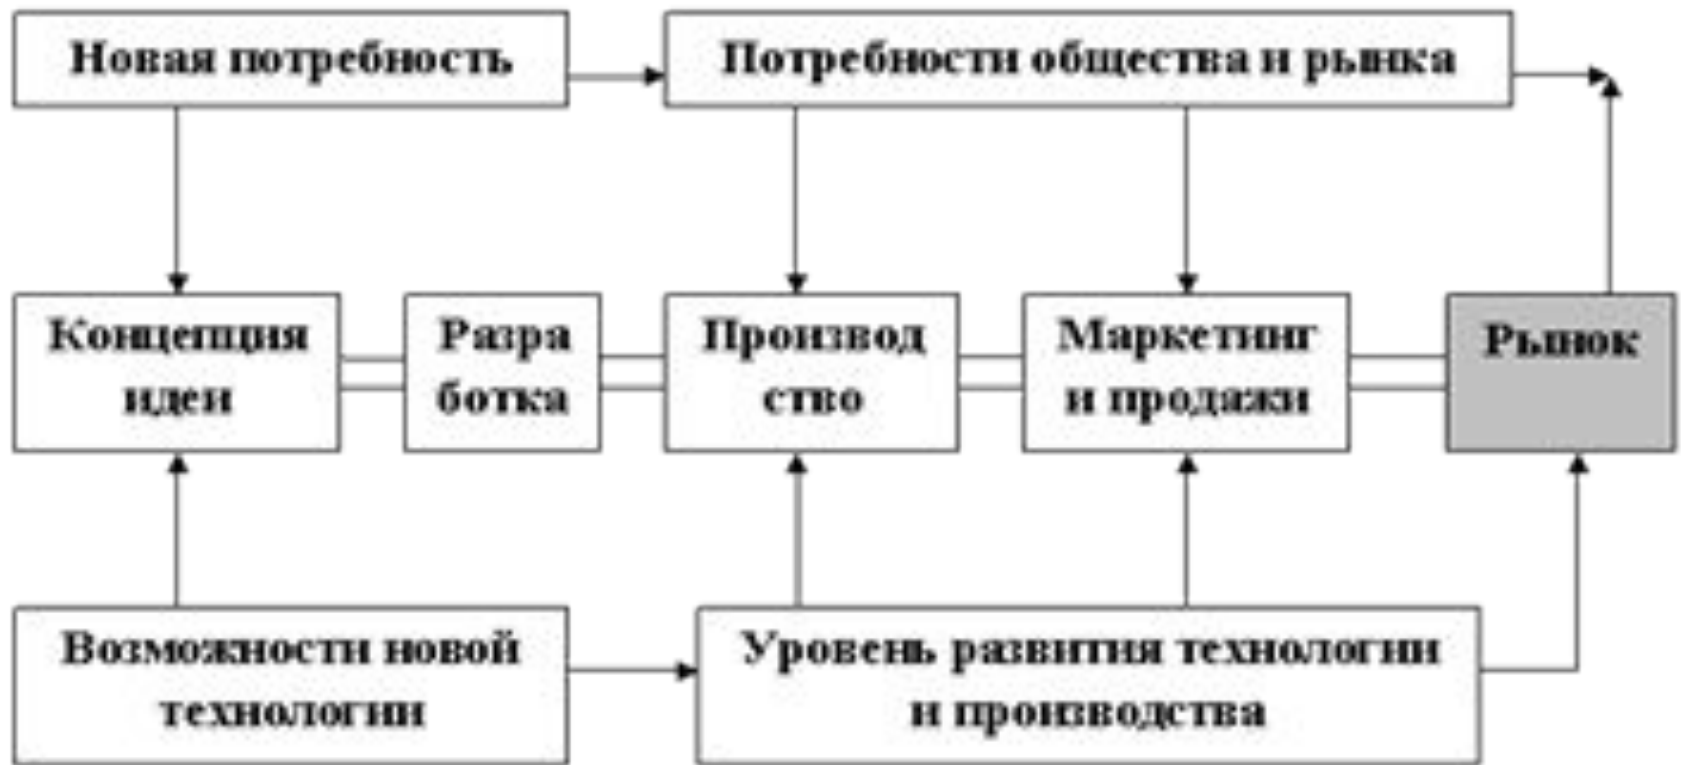 Новая потребность
Потребности общества и рынка
Концепция
идеи
Разра
ботка
Производ
ство
Маркетинг
и продажи
Рынок
Возможности новой
технологии
Уровень развития технологии
и производства